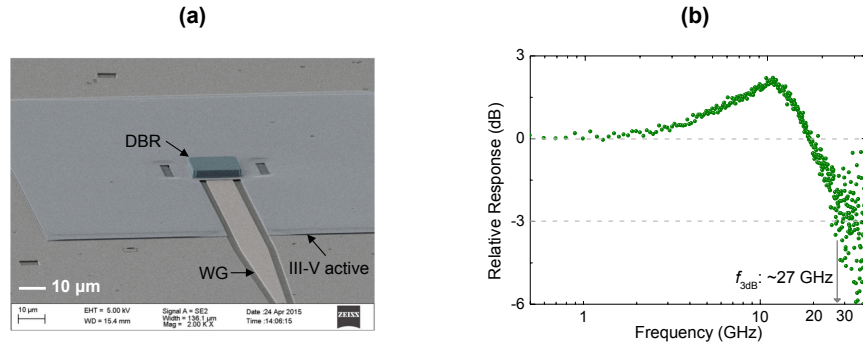 (a)
(b)
DBR
WG
III-V active
10 µm
10 µm
EHT = 5.00 kV
WD = 15.4 mm
Signal A = SE2
Width = 136.1 µm
Mag = 2.00 K X
Date :24 Apr 2015
Time :14:06:15
ZEISS
Relative Response (dB)
3
0
-3
-6
f3dB: ~27 GHz
1
10
20
30
Frequency (GHz)